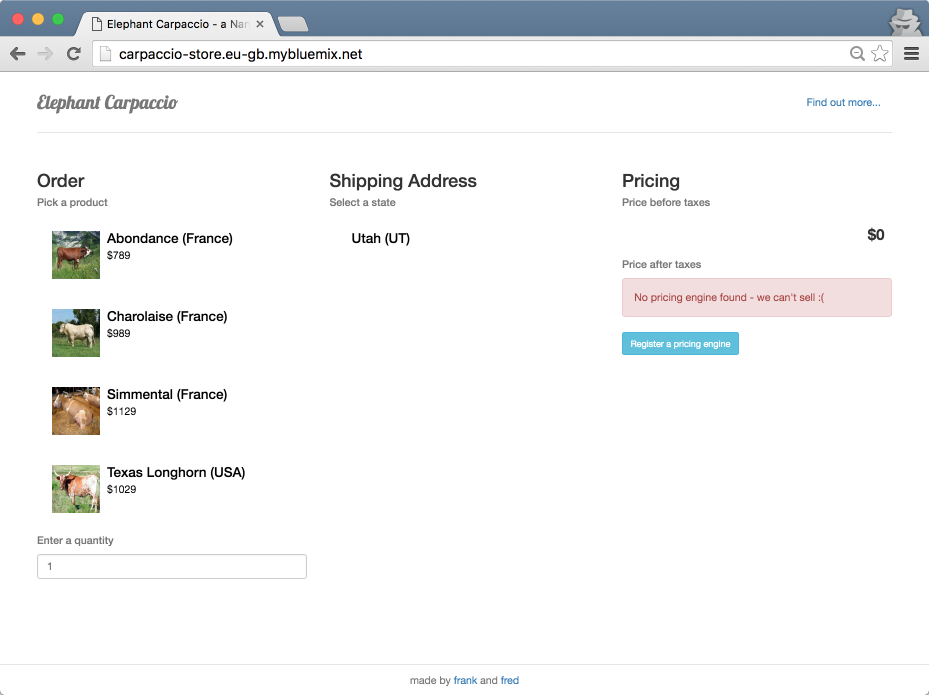 Elephant Carpaccio - a Nan
carpaccio-store.eu-gb.mybluemix.net
Elephant Carpaccio
Find out more...
Order
Pick a product
Abondance (France)
$789
Charolaise (France)
$989
Simmental (France)
$1129
Texas Longhorn (USA)
$1029
Enter a quantity
1
Shipping Address
Select a state
Utah (UT)
Pricing
Price before taxes
$0
Price after taxes
No pricing engine found - we can't sell :(
Register a pricing engine
made by frank and fred